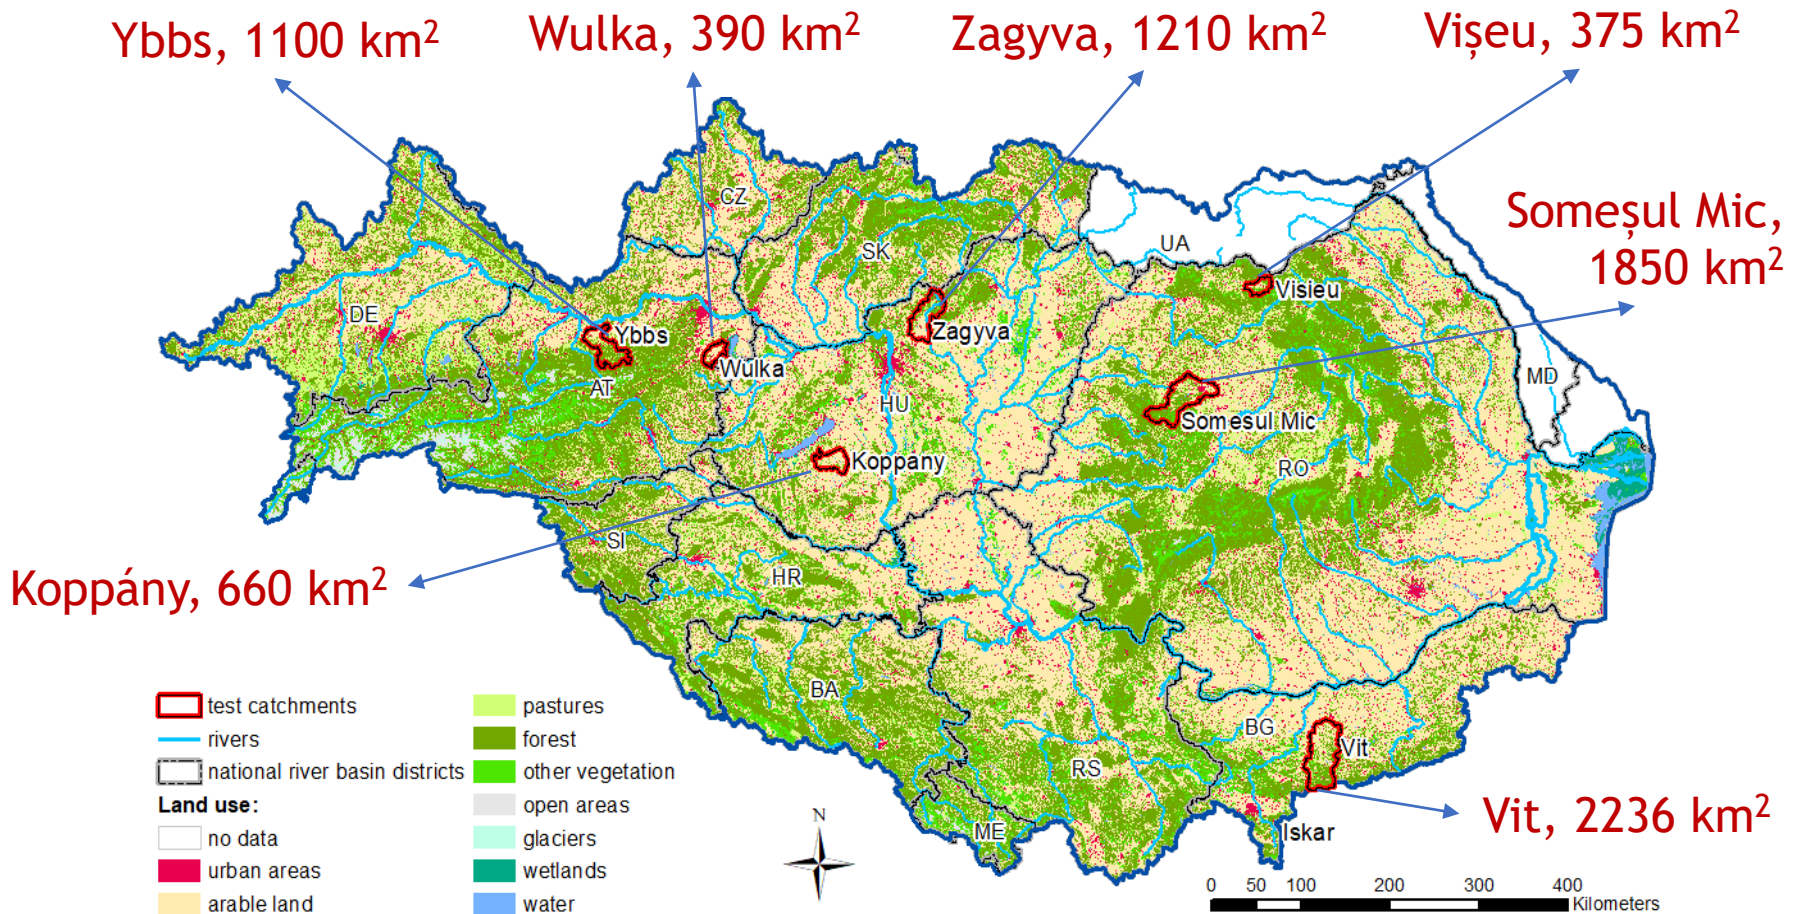 Ybbs, 1100 km²
Wulka, 390 km²
Zagyva, 1210 km²
Vișeu, 375 km²
Someșul Mic,
1850 km²
CZ
SK
UA
DE
Ybbs
Wulka
Zagyva
Visieu
MD
AT
HU
Somesul Mic
Koppany
RO
SI
HR
Koppány, 660 km²
BA
BG
Vit
RS
ME
Iskar
Vit, 2236 km²
test catchments
rivers
national river basin districts
Land use:
no data
urban areas
arable land
pastures
forest
other vegetation
open areas
glaciers
wetlands
water
N
0 50 100 200 300 400
Kilometers